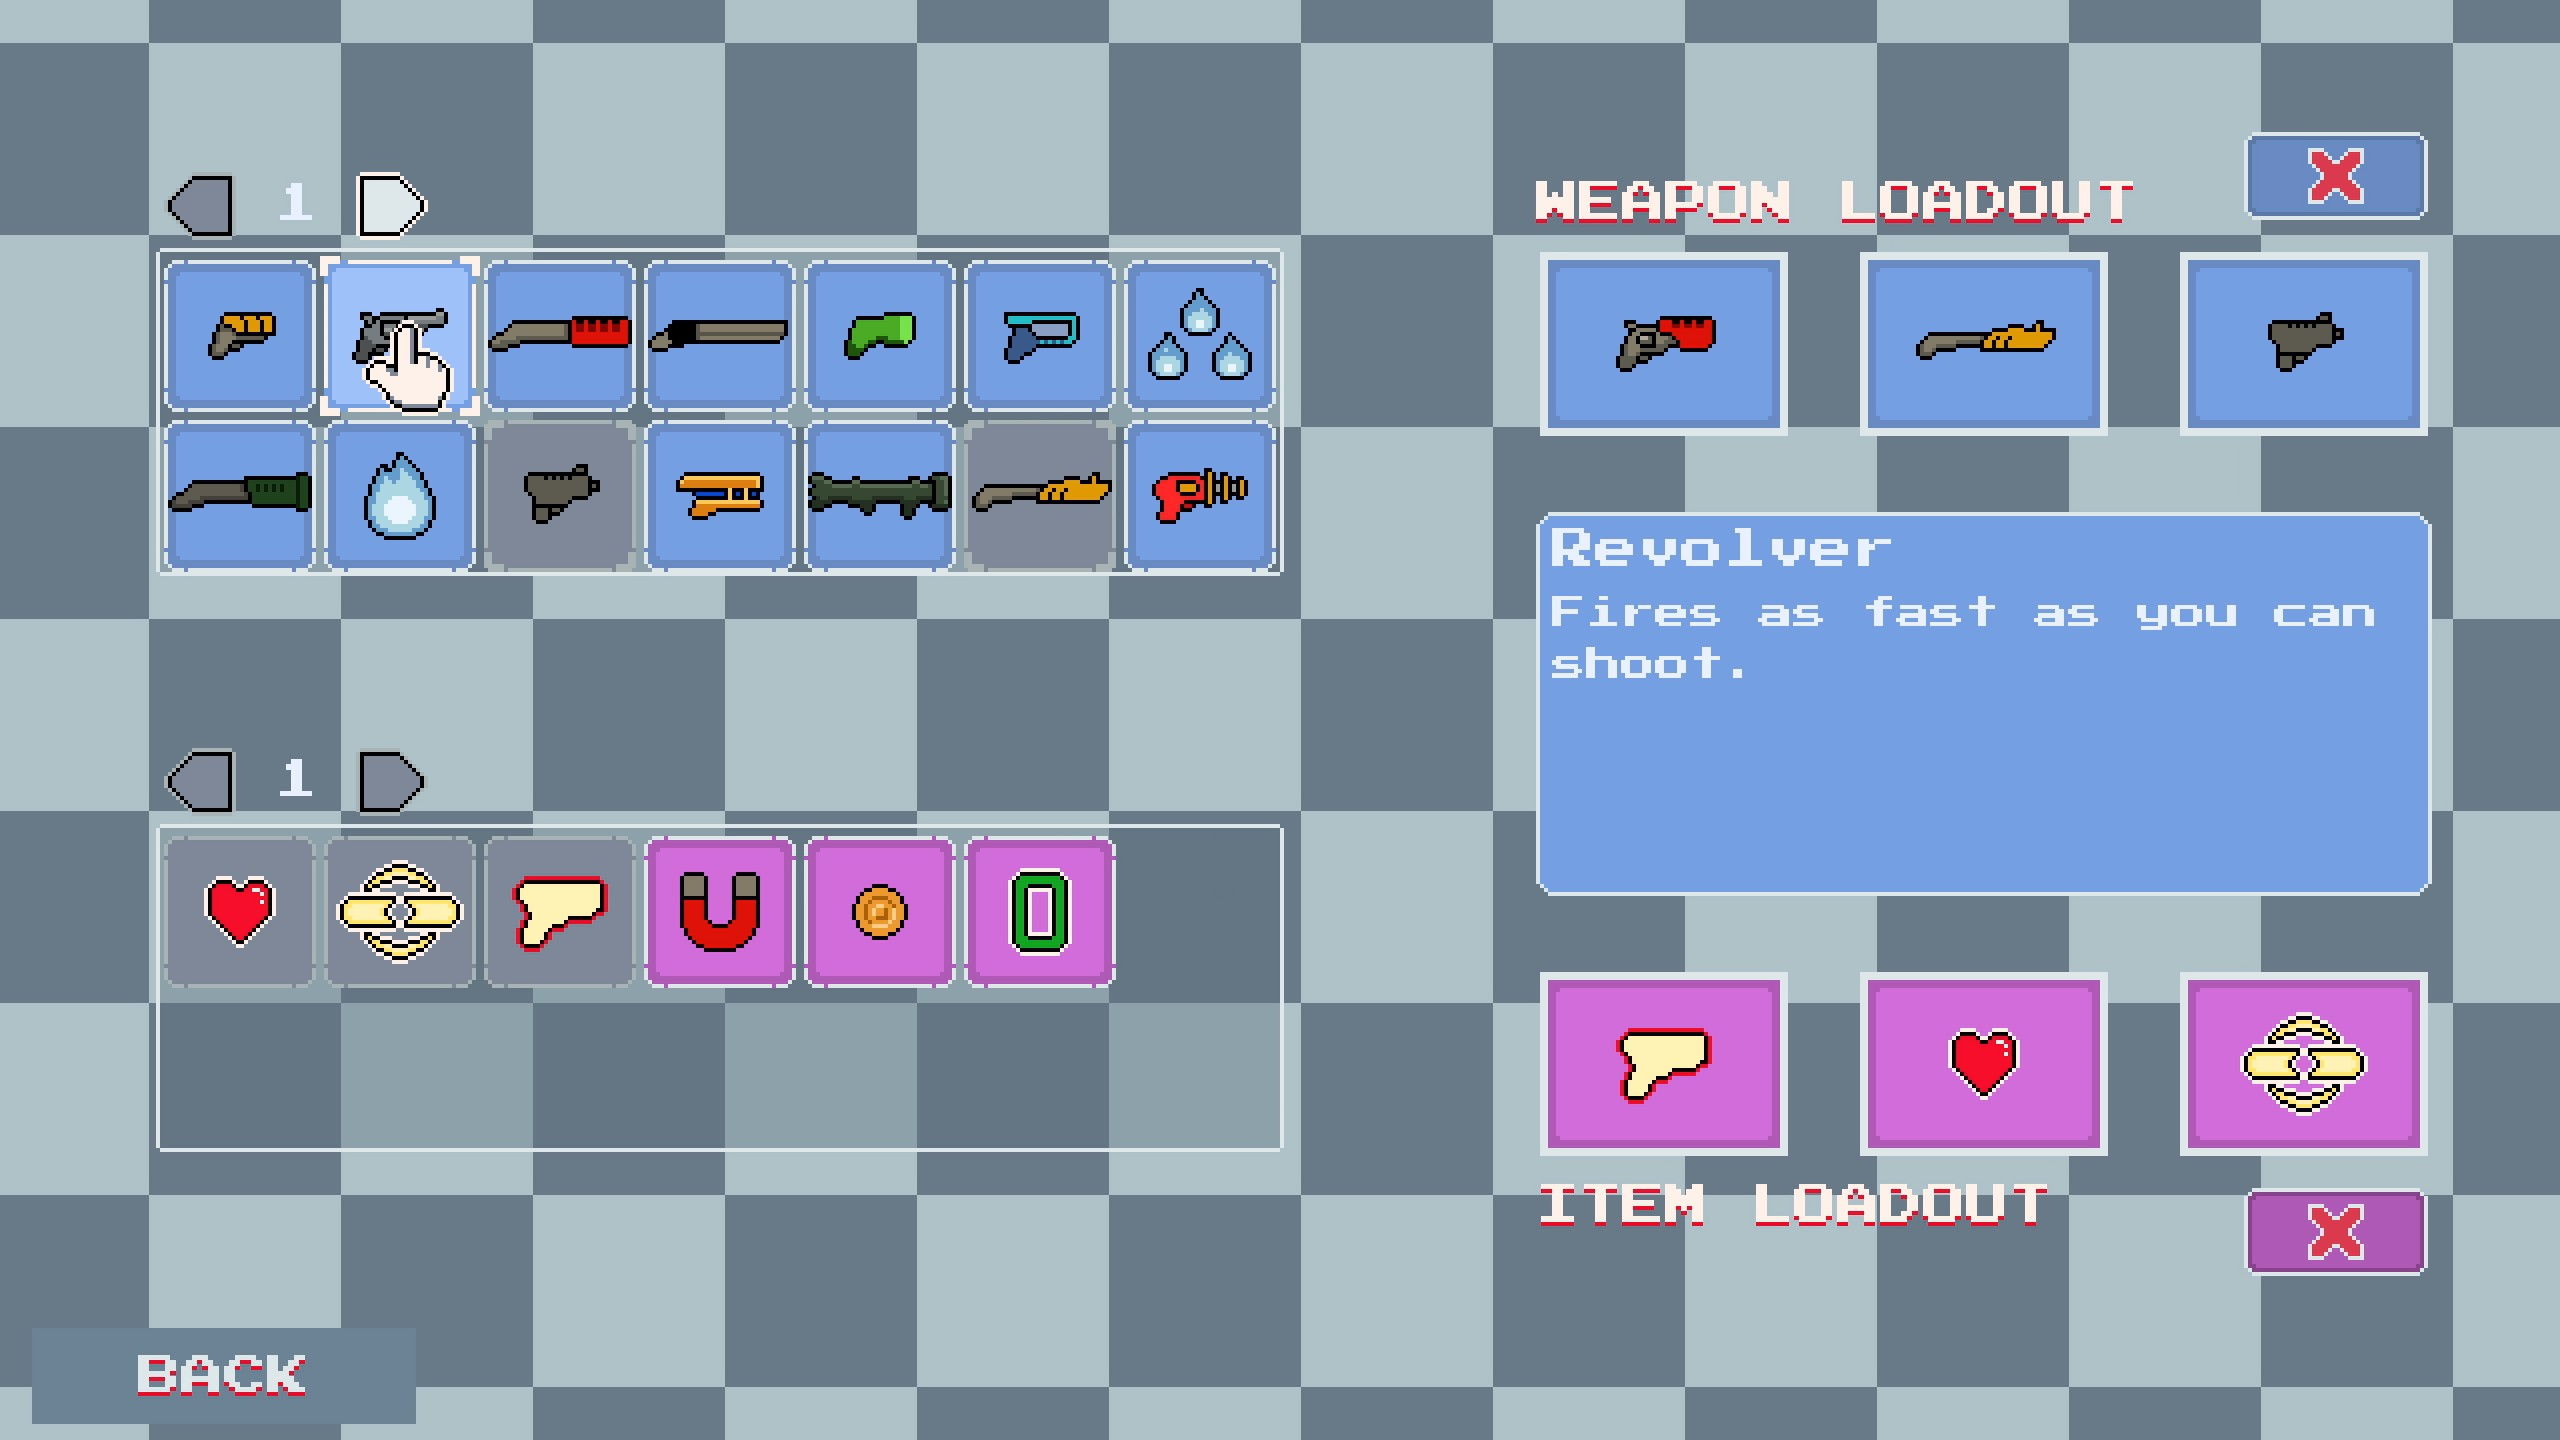 1
WEAPON LOADOUT
Revolver
Fires as fast as you can
shoot.
1
ITEM LOADOUT
BACK